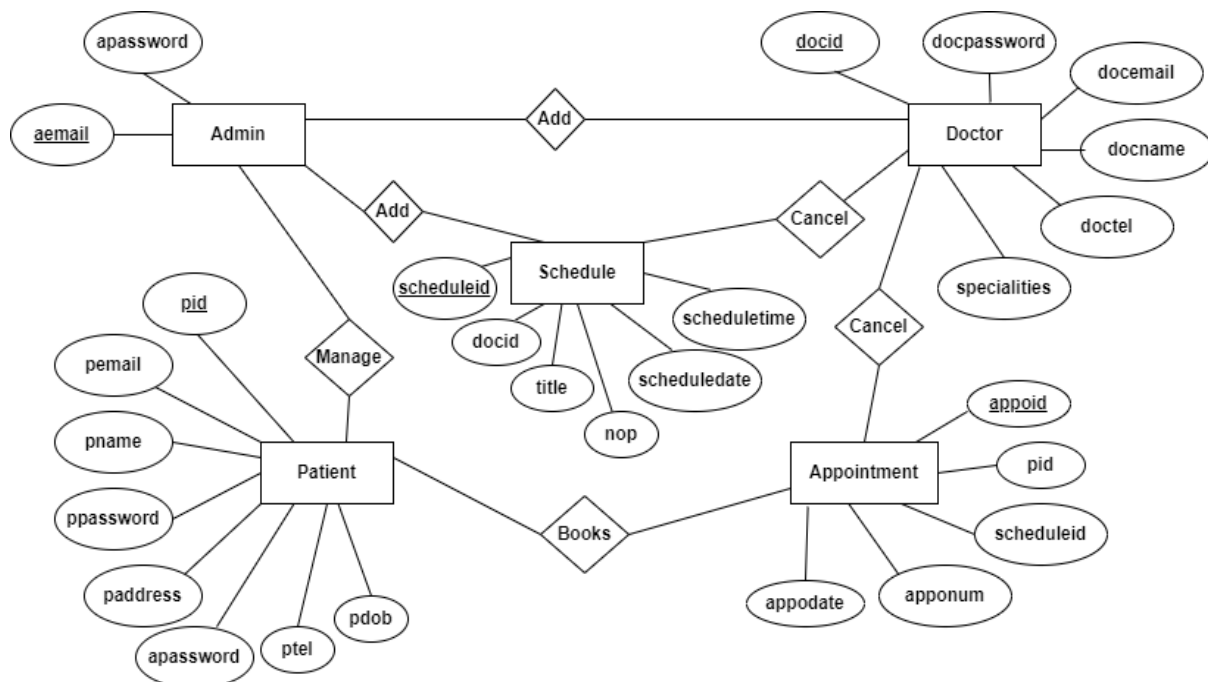 apassword
aemail
Admin
Add
docid
docpassword
docemail
docname
doctel
specialities
Doctor
Add
Cancel
Schedule
scheduleid
docid
title
nop
scheduledate
scheduletime
Cancel
Manage
pid
pemail
pname
ppassword
paddress
apassword
ptel
pdob
Patient
Books
Appointment
appoid
pid
scheduleid
apponum
appodate